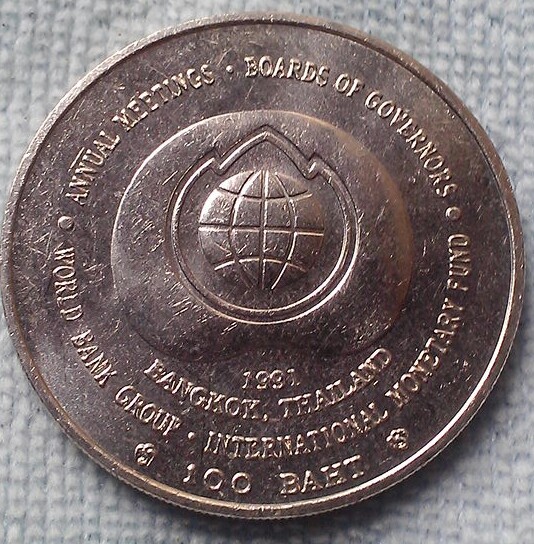 ANNUAL MEETINGS · BOARDS OF GOVERNORS
WORLD BANK GROUP · INTERNATIONAL MONETARY FUND
1991
BANGKOK, THAILAND
100 BAHT